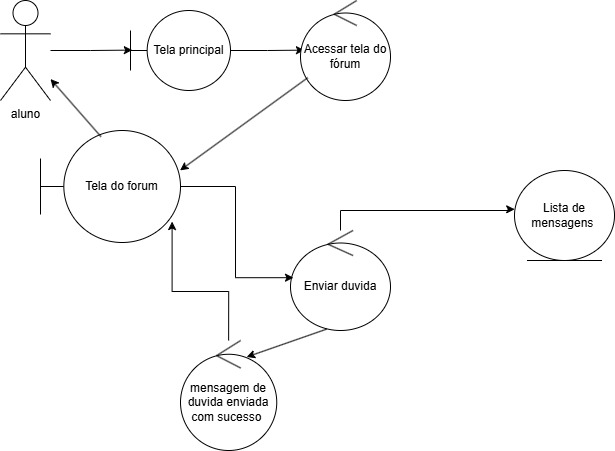 aluno
Tela principal
Acessar tela do
fórum
Tela do forum
Lista de
mensagens
Enviar duvida
mensagem de
duvida enviada
com sucesso